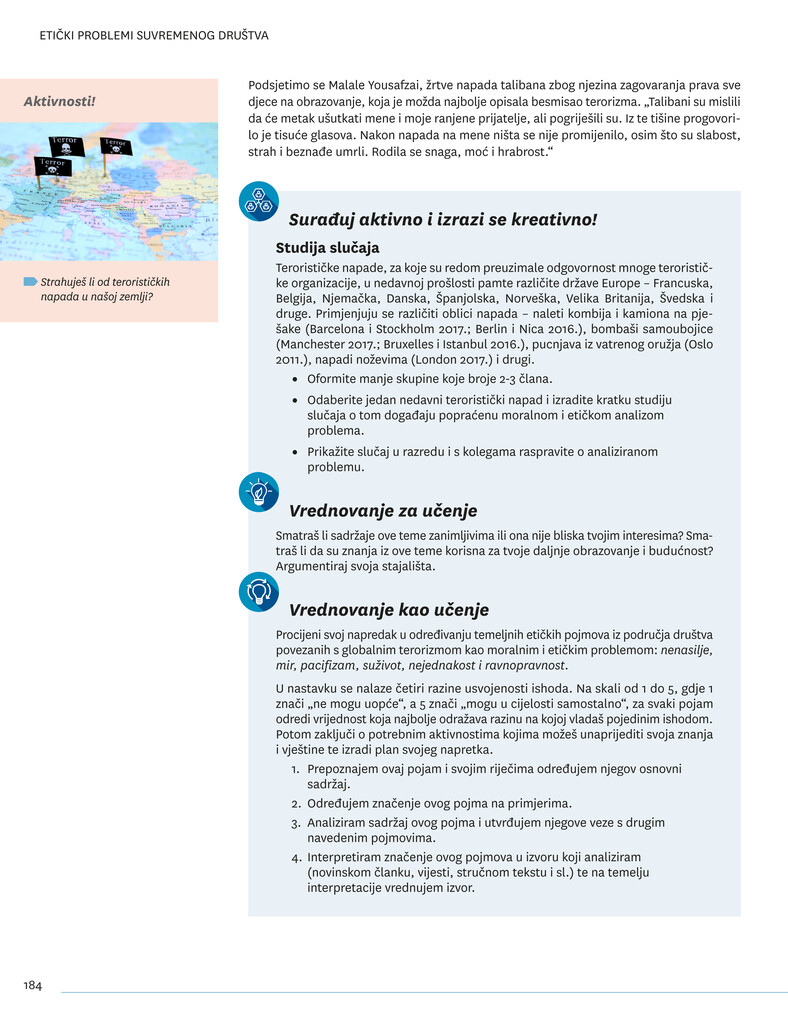 ETIČKI PROBLEMI SUVREMENOG DRUŠTVA
Aktivnosti!
Terror
Terror
Terror
Strahuješ li od terorističkih
napada u našoj zemlji?
Podsjetimo se Malale Yousafzai, žrtve napada talibana zbog njezina zagovaranja prava sve
djece na obrazovanje, koja je možda najbolje opisala besmisao terorizma. „Talibani su mislili
da će metak ušutkati mene i moje ranjene prijatelje, ali pogriješili su. Iz te tišine progovori-
lo je tisuće glasova. Nakon napada na mene ništa se nije promijenilo, osim što su slabost,
strah i beznađe umrli. Rodila se snaga, moć i hrabrost.“
Surađuj aktivno i izrazi se kreativno!
Studija slučaja
Terorističke napade, za koje su redom preuzimale odgovornost mnoge teroristič 
ke organizacije, u nedavnoj prošlosti pamte različite države Europe – Francuska,
Belgija, Njemačka, Danska, Španjolska, Norveška, Velika Britanija, Švedska i
druge. Primjenjuju se različiti oblici napada – naleti kombija i kamiona na pje-
šake (Barcelona i Stockholm 2017.; Berlin i Nica 2016.), bombaši samoubojice
(Manchester 2017.; Bruxelles i Istanbul 2016.), pucnjava iz vatrenog oružja (Oslo
2011.), napadi noževima (London 2017.) i drugi.
• Oformite manje skupine koje broje 2-3 člana.
• Odaberite jedan nedavni teroristički napad i izradite kratku studiju
slučaja o tom događaju popraćenu moralnom i etičkom analizom
problema.
• Prikažite slučaj u razredu i s kolegama raspravite o analiziranom
problemu.
Vrednovanje za učenje
Smatraš li sadržaje ove teme zanimljivima ili ona nije bliska tvojim interesima? Sma-
traš li da su znanja iz ove teme korisna za tvoje daljnje obrazovanje i budućnost?
Argumentiraj svoja stajališta.
Vrednovanje kao učenje
Procijeni svoj napredak u određivanju temeljnih etičkih pojmova iz područja društva
povezanih s globalnim terorizmom kao moralnim i etičkim problemom: nenasilje,
mir, pacifizam, suživot, nejednakost i ravnopravnost.
U nastavku se nalaze četiri razine usvojenosti ishoda. Na skali od 1 do 5, gdje 1
znači „ne mogu uopće“, a 5 znači „mogu u cijelosti samostalno“, za svaki pojam
odredi vrijednost koja najbolje odražava razinu na kojoj vladaš pojedinim ishodom.
Potom zaključi o potrebnim aktivnostima kojima možeš unaprijediti svoja znanja
i vještine te izradi plan svojeg napretka.
1. Prepoznajem ovaj pojam i svojim riječima određujem njegov osnovni
sadržaj.
2. Određujem značenje ovog pojma na primjerima.
3. Analiziram sadržaj ovog pojma i utvrđujem njegove veze s drugim
navedenim pojmovima.
4. Interpretiram značenje ovog pojmova u izvoru koji analiziram
(novinskom članku, vijesti, stručnom tekstu i sl.) te na temelju
interpretacije vrednujem izvor.
184